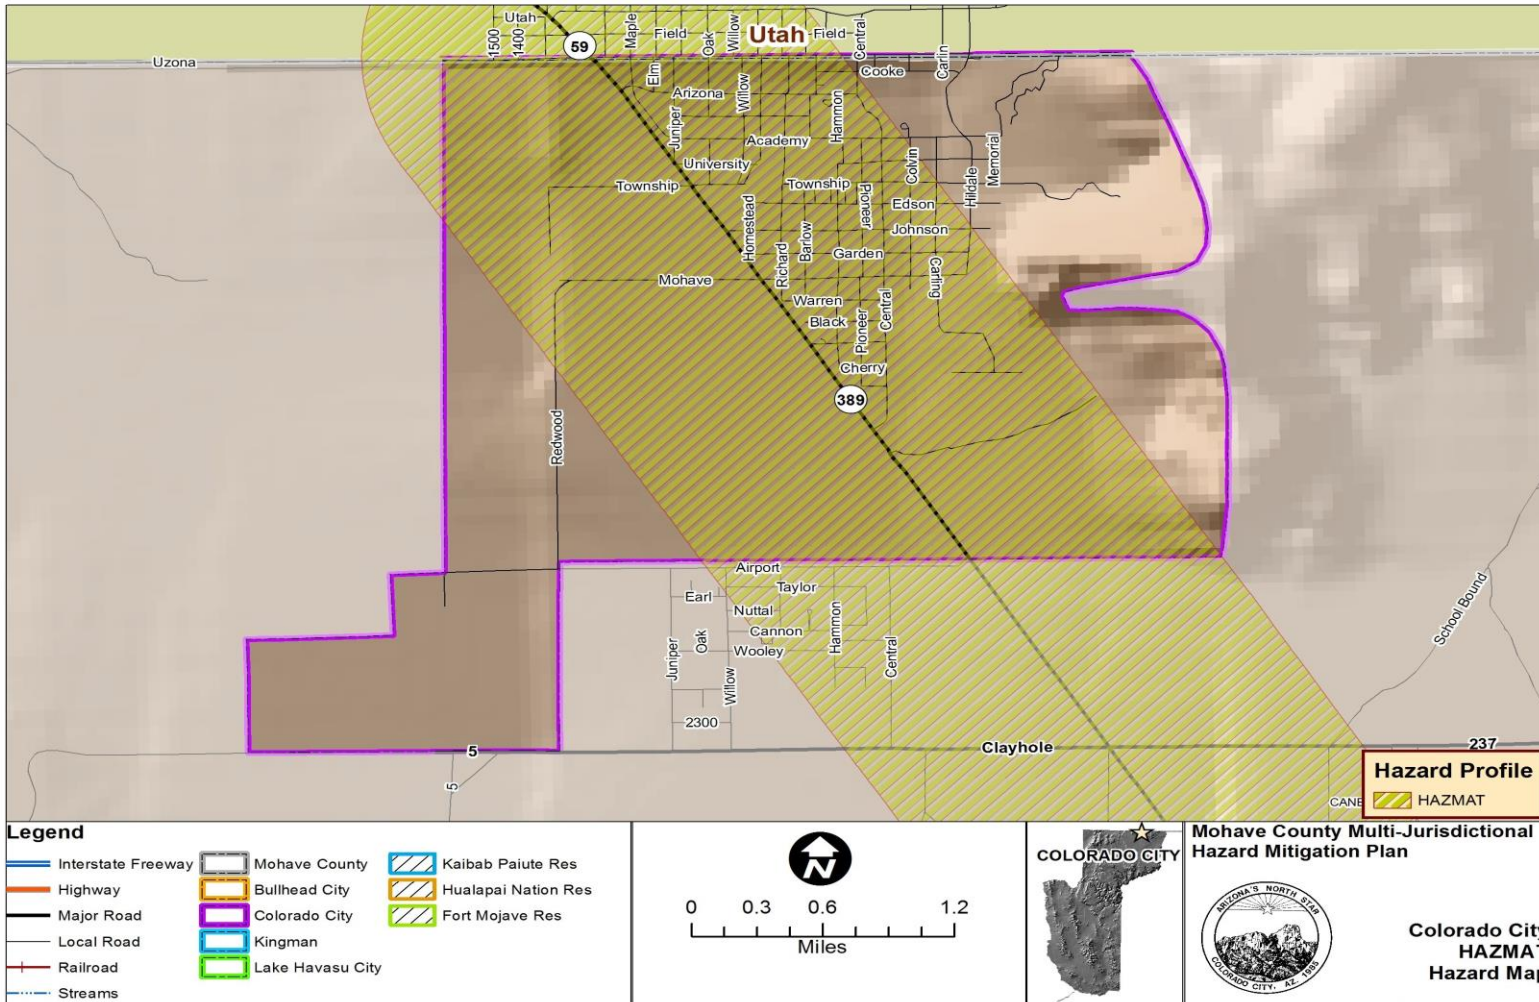 Utah
1500
1400
Maple
Field
Oak
Willow
Utah
Field
Central
Carlin
59
Uzona
Elm
Cooke
Arizona
Willow
Juniper
Hammon
Academy
University
Colvin
Memorial
Township
Township
Pioneer
Hildale
Edson
Homestead
Johnson
Barlow
Richard
Garden
Carling
Mohave
Warren
Central
Black
Pioneer
Cherry
389
Redwood
Airport
Taylor
Earl
Nuttal
School Bound
Cannon
Hammon
Juniper
Oak
Wooley
Central
Willow
2300
5
Clayhole
237
5
CANE
Hazard Profile
HAZMAT
Legend
Interstate Freeway
Highway
Major Road
Local Road
Railroad
Streams
Mohave County
Bullhead City
Colorado City
Kingman
Lake Havasu City
Kaibab Paiute Res
Hualapai Nation Res
Fort Mojave Res
N
0 0.3 0.6 1.2
Miles
COLORADO CITY
Mohave County Multi-Jurisdictional
Hazard Mitigation Plan
ARIZONA'S NORTH STAR
COLORADO CITY, AZ. 1985
Colorado City
HAZMAT
Hazard Map